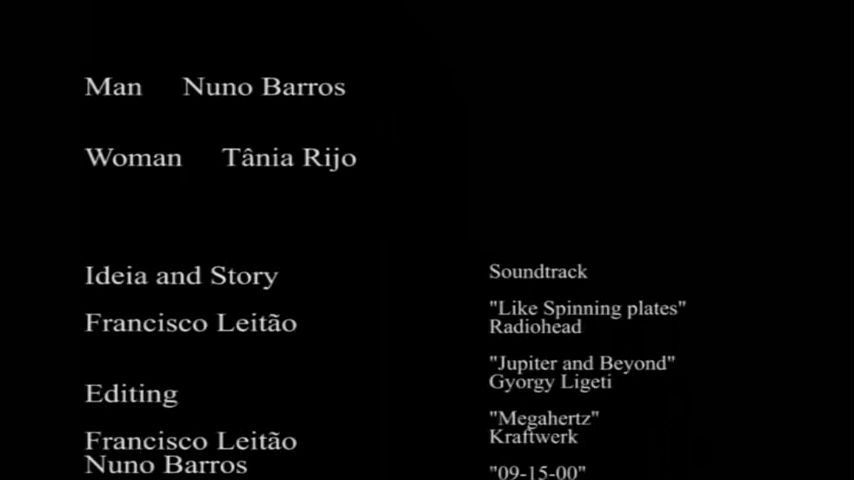 Man Nuno Barros
Woman Tânia Rijo
Ideia and Story
Francisco Leitão
Editing
Francisco Leitão
Nuno Barros
Soundtrack
"Like Spinning plates"
Radiohead
"Jupiter and Beyond"
Gyorgy Ligeti
"Megahertz"
Kraftwerk
"09-15-00"